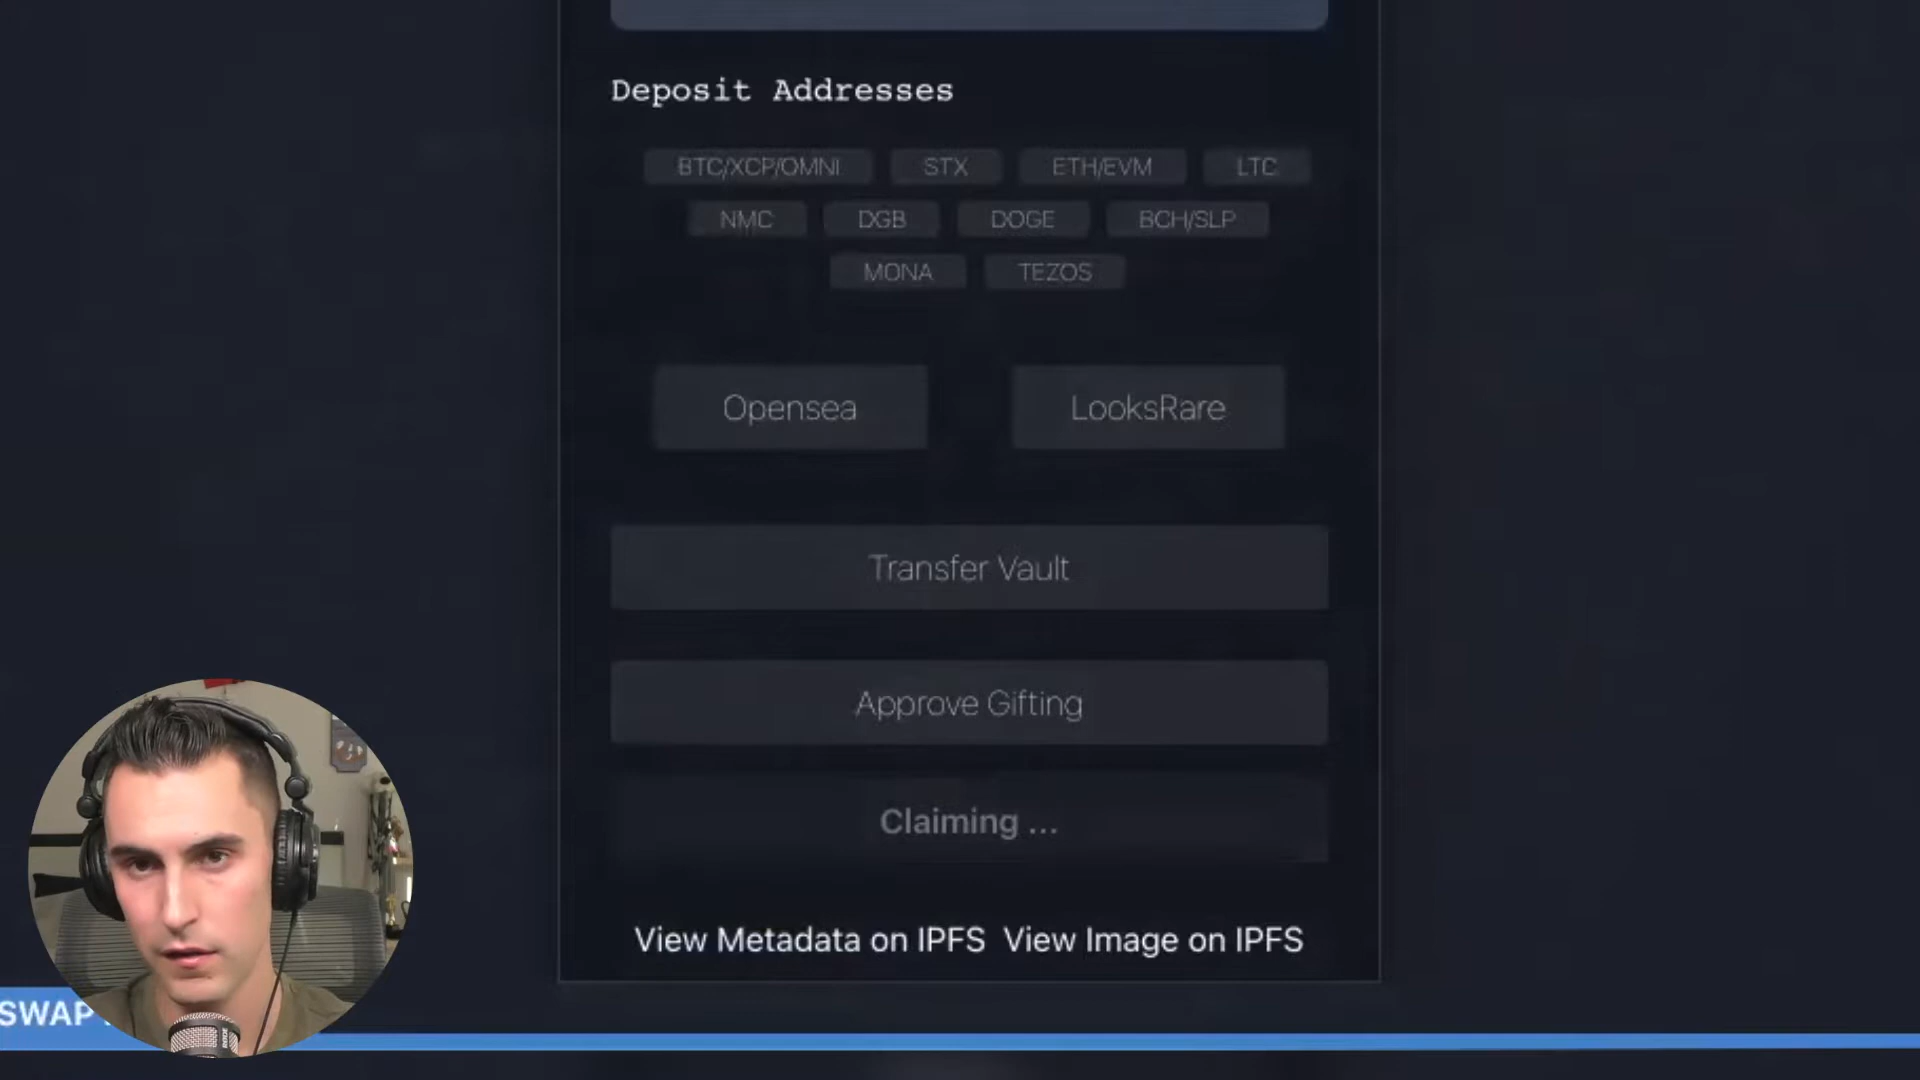 Deposit Addresses
BTC/XCP/OMNI STX ETH/EVM LTC
NMC DGB DOGE BCH/SLP
MONA TEZOS
Opensea LooksRare
Transfer Vault
Approve Gifting
Claiming ...
View Metadata on IPFS View Image on IPFS
SWAP